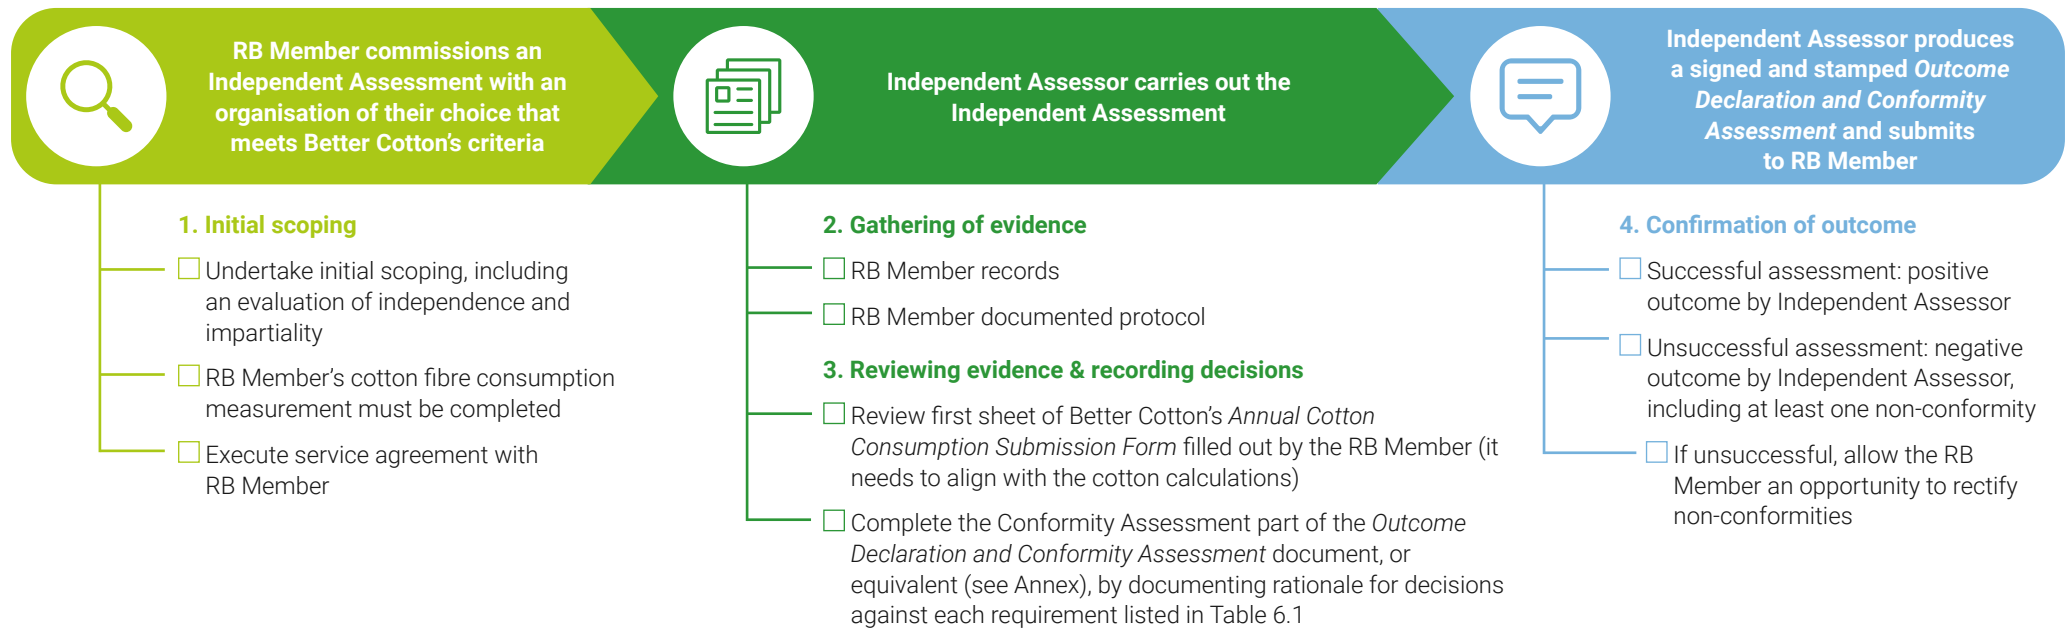 RB Member commissions an
Independent Assessment with an
organisation of their choice that
meets Better Cotton's criteria
Independent Assessor carries out the
Independent Assessment
Independent Assessor produces
a signed and stamped Outcome
Declaration and Conformity
Assessment and submits
to RB Member
1. Initial scoping
Undertake initial scoping, including
an evaluation of independence and
impartiality
RB Member's cotton fibre consumption
measurement must be completed
Execute service agreement with
RB Member
2. Gathering of evidence
RB Member records
RB Member documented protocol
3. Reviewing evidence & recording decisions
Review first sheet of Better Cotton's Annual Cotton
Consumption Submission Form filled out by the RB Member (it
needs to align with the cotton calculations)
Complete the Conformity Assessment part of the Outcome
Declaration and Conformity Assessment document, or
equivalent (see Annex), by documenting rationale for decisions
against each requirement listed in Table 6.1
4. Confirmation of outcome
Successful assessment: positive
outcome by Independent Assessor
Unsuccessful assessment: negative
outcome by Independent Assessor,
including at least one non-conformity
If unsuccessful, allow the RB
Member an opportunity to rectify
non-conformities